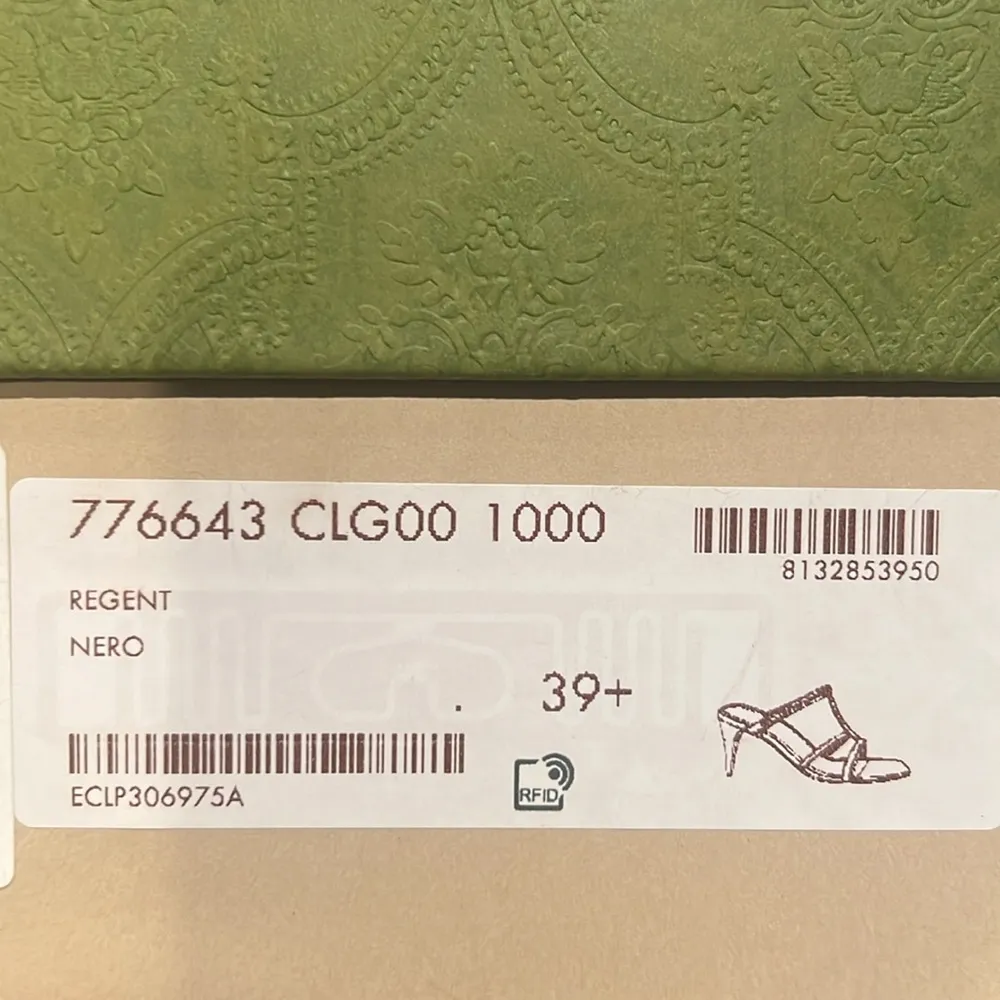 776643 CLG00 1000
8132853950
REGENT
NERO
. 39+
ECLP306975A
RFID